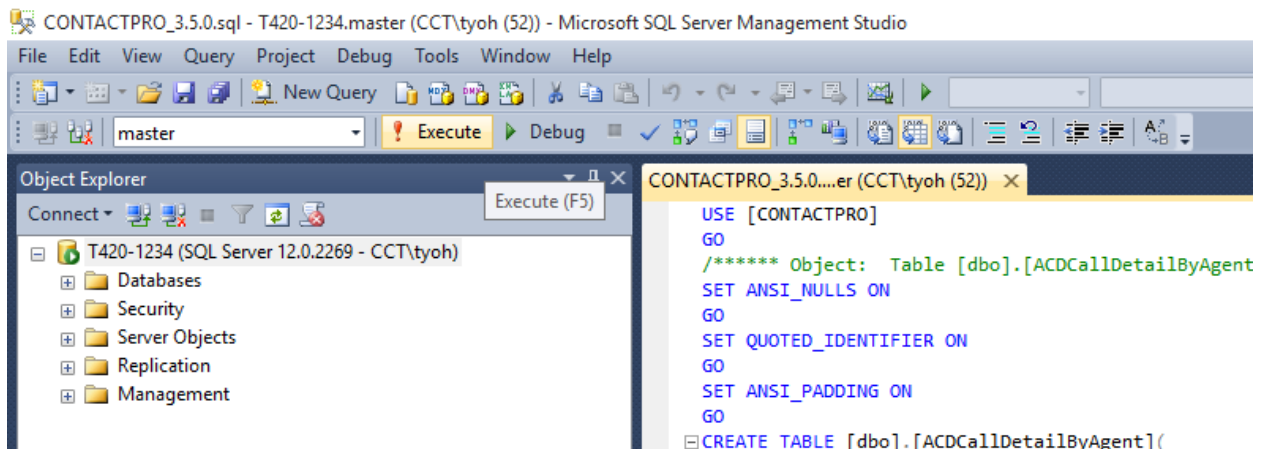 CONTACTPRO_3.5.0.sql - T420-1234.master (CCT\tyoh (52)) - Microsoft SQL Server Management Studio
File Edit View Query Project Debug Tools Window Help
New Query
master Execute Debug
Object Explorer
Execute (F5)
Connect
T420-1234 (SQL Server 12.0.2269 - CCT\tyoh)
Databases
Security
Server Objects
Replication
Management
CONTACTPRO_3.5.0....er (CCT\tyoh (52))
USE [CONTACTPRO]
GO
/****** Object: Table [dbo].[ACDCallDetailByAgent
SET ANSI_NULLS ON
GO
SET QUOTED_IDENTIFIER ON
GO
SET ANSI_PADDING ON
GO
CREATE TABLE [dbo].[ACDCallDetailByAgent](